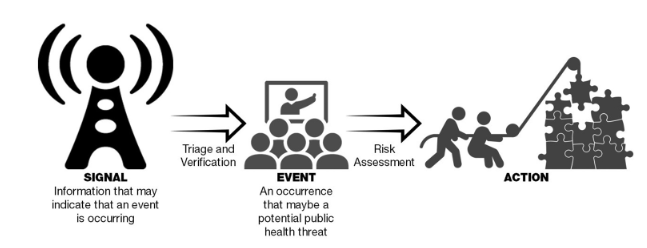 SIGNAL
Information that may
indicate that an event
is occurring
Triage and
Verification
EVENT
An occurrence
that maybe a
potential public
health threat
Risk
Assessment
ACTION